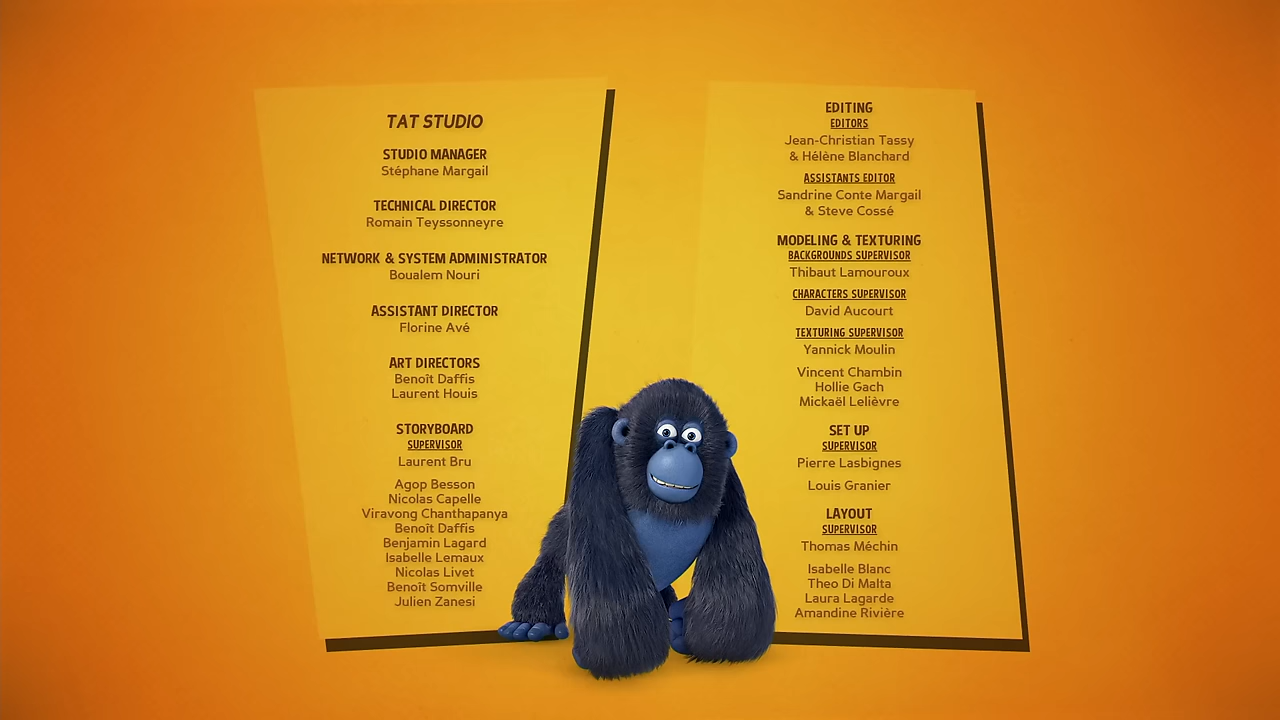 TAT STUDIO
STUDIO MANAGER
Stéphane Margail
TECHNICAL DIRECTOR
Romain Teyssonneyre
NETWORK & SYSTEM ADMINISTRATOR
Boualem Nouri
ASSISTANT DIRECTOR
Florine Avé
ART DIRECTORS
Benoît Daffis
Laurent Houis
STORYBOARD
SUPERVISOR
Laurent Bru
Agop Besson
Nicolas Capelle
Viravong Chanthapanya
Benoît Daffis
Benjamin Lagard
Isabelle Lemaux
Nicolas Livet
Benoît Somville
Julien Zanesi
EDITING
EDITORS
Jean-Christian Tassy
& Hélène Blanchard
ASSISTANTS EDITOR
Sandrine Conte Margail
& Steve Cossé
MODELING & TEXTURING
BACKGROUNDS SUPERVISOR
Thibaut Lamouroux
CHARACTERS SUPERVISOR
David Aucourt
TEXTURING SUPERVISOR
Yannick Moulin
Vincent Chambin
Hollie Gach
Mickaël Lelièvre
SET UP
SUPERVISOR
Pierre Lasbignes
Louis Granier
LAYOUT
SUPERVISOR
Thomas Méchin
Isabelle Blanc
Theo Di Malta
Laura Lagarde
Amandine Rivière